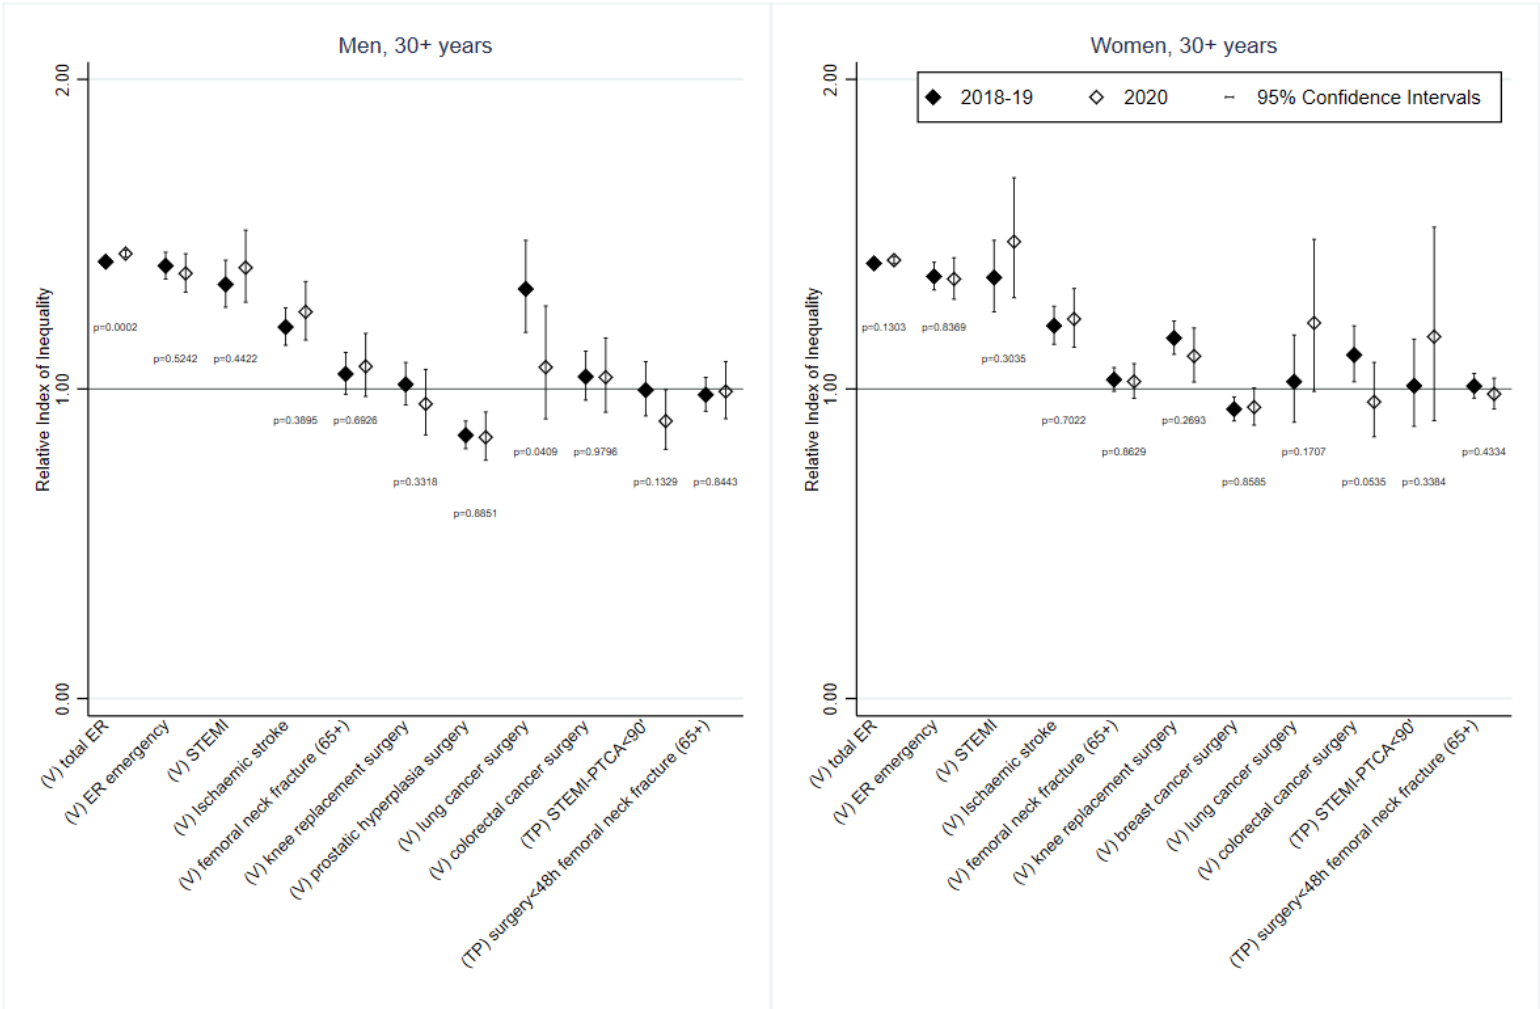 Men, 30+ years
2.00
1.00
0.00
Relative Index of Inequality
p=0.0002
p=0.5242
p=0.4422
p=0.3895
p=0.6926
p=0.3318
p=0.8851
p=0.0409
p=0.9796
p=0.1329
p=0.8443
(V) total ER
(V) ER emergency
(V) STEMI
(V) Ischaemic stroke
(V) femoral neck fracture (65+)
(V) knee replacement surgery
(V) prostatic hyperplasia surgery
(V) lung cancer surgery
(V) colorectal cancer surgery
(TP) STEMI-PTCA<90'
(TP) surgery<48h femoral neck fracture (65+)
Women, 30+ years
2018-19
2020
95% Confidence Intervals
2.00
1.00
0.00
Relative Index of Inequality
p=0.1303
p=0.8369
p=0.3035
p=0.7022
p=0.8629
p=0.2693
p=0.8585
p=0.1707
p=0.0535
p=0.3384
p=0.4334
(V) total ER
(V) ER emergency
(V) STEMI
(V) Ischaemic stroke
(V) femoral neck fracture (65+)
(V) knee replacement surgery
(V) breast cancer surgery
(V) lung cancer surgery
(V) colorectal cancer surgery
(TP) STEMI-PTCA<90'
(TP) surgery<48h femoral neck fracture (65+)